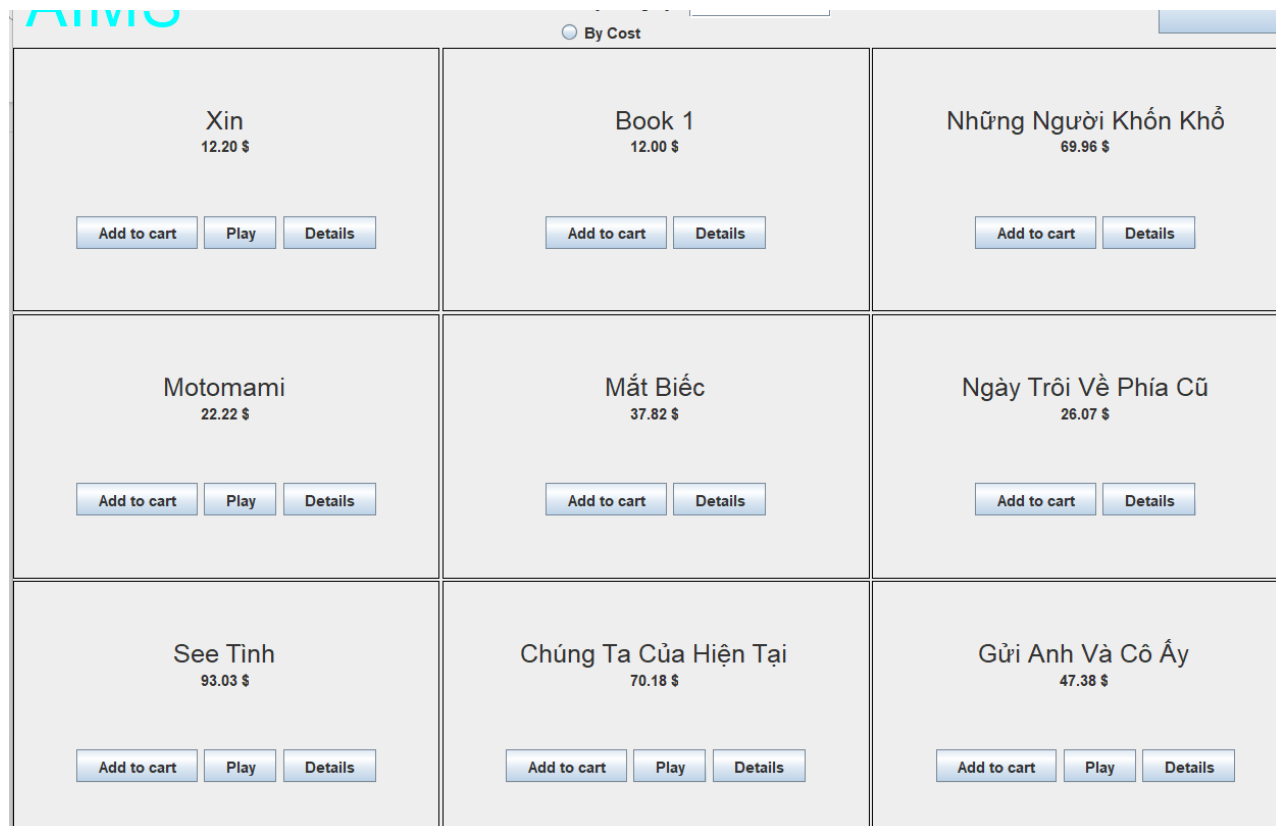 AIMS
By Cost
Xin
12.20 $
Add to cart Play Details
Book 1
12.00 $
Add to cart Details
Những Người Khốn Khổ
69.96 $
Add to cart Details
Motomami
22.22 $
Add to cart Play Details
Mắt Biếc
37.82 $
Add to cart Details
Ngày Trôi Về Phía Cũ
26.07 $
Add to cart Details
See Tình
93.03 $
Add to cart Play Details
Chúng Ta Của Hiện Tại
70.18 $
Add to cart Play Details
Gửi Anh Và Cô Ấy
47.38 $
Add to cart Play Details